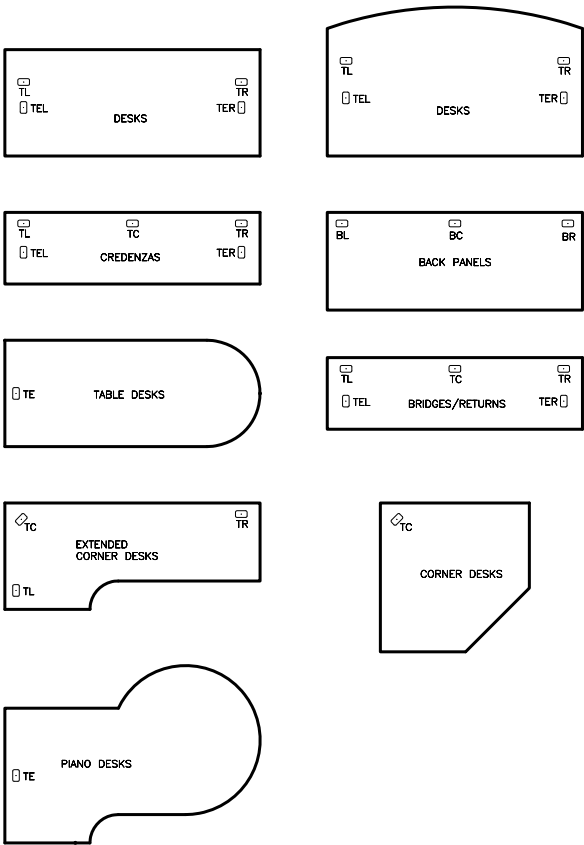 TL
TR
TEL
TER
DESKS
TL
TR
TEL
TER
DESKS
TL
TC
TR
TEL
TER
CREDENZAS
BL
BC
BR
BACK PANELS
TE
TABLE DESKS
TL
TC
TR
TEL
TER
BRIDGES/RETURNS
TC
TR
EXTENDED
CORNER DESKS
TL
TC
CORNER DESKS
PIANO DESKS
TE